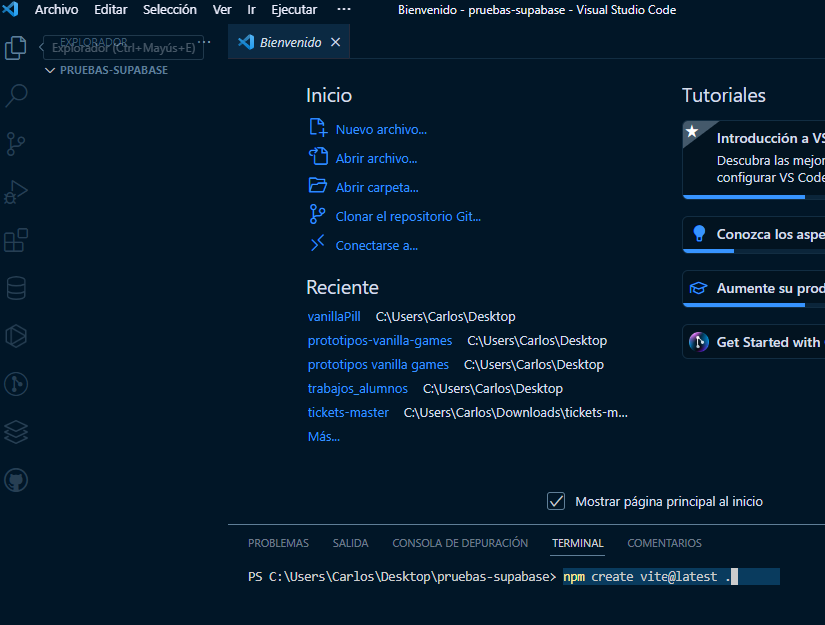 Archivo Editar Selección Ver Ir Ejecutar ··· Bienvenido - pruebas-supabase - Visual Studio Code
EXPLORADOR ···
Explorador (Ctrl+Mayús+E)
Bienvenido
PRUEBAS-SUPABASE
Inicio
Nuevo archivo...
Abrir archivo...
Abrir carpeta...
Clonar el repositorio Git...
Conectarse a...
Reciente
vanillaPill C:\Users\Carlos\Desktop
prototipos-vanilla-games C:\Users\Carlos\Desktop
prototipos vanilla games C:\Users\Carlos\Desktop
trabajos_alumnos C:\Users\Carlos\Desktop
tickets-master C:\Users\Carlos\Downloads\tickets-m...
Más...
Tutoriales
Introducción a VS
Descubra las mejor
configurar VS Code
Conozca los aspe
Aumente su prod
Get Started with
Mostrar página principal al inicio
PROBLEMAS SALIDA CONSOLA DE DEPURACIÓN TERMINAL COMENTARIOS
PS C:\Users\Carlos\Desktop\pruebas-supabase> npm create vite@latest .